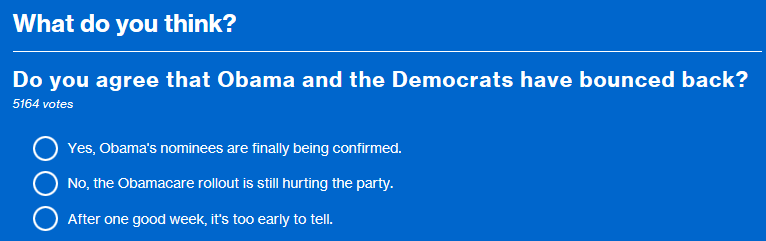 What do you think?
Do you agree that Obama and the Democrats have bounced back?
5164 votes
Yes, Obama's nominees are finally being confirmed.
No, the Obamacare rollout is still hurting the party.
After one good week, it's too early to tell.